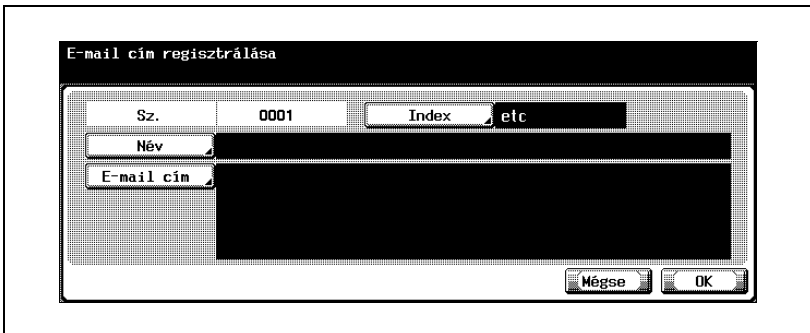 E-mail cím regisztrálása
Sz. 0001 Index etc
Név
E-mail cím
Mégse OK